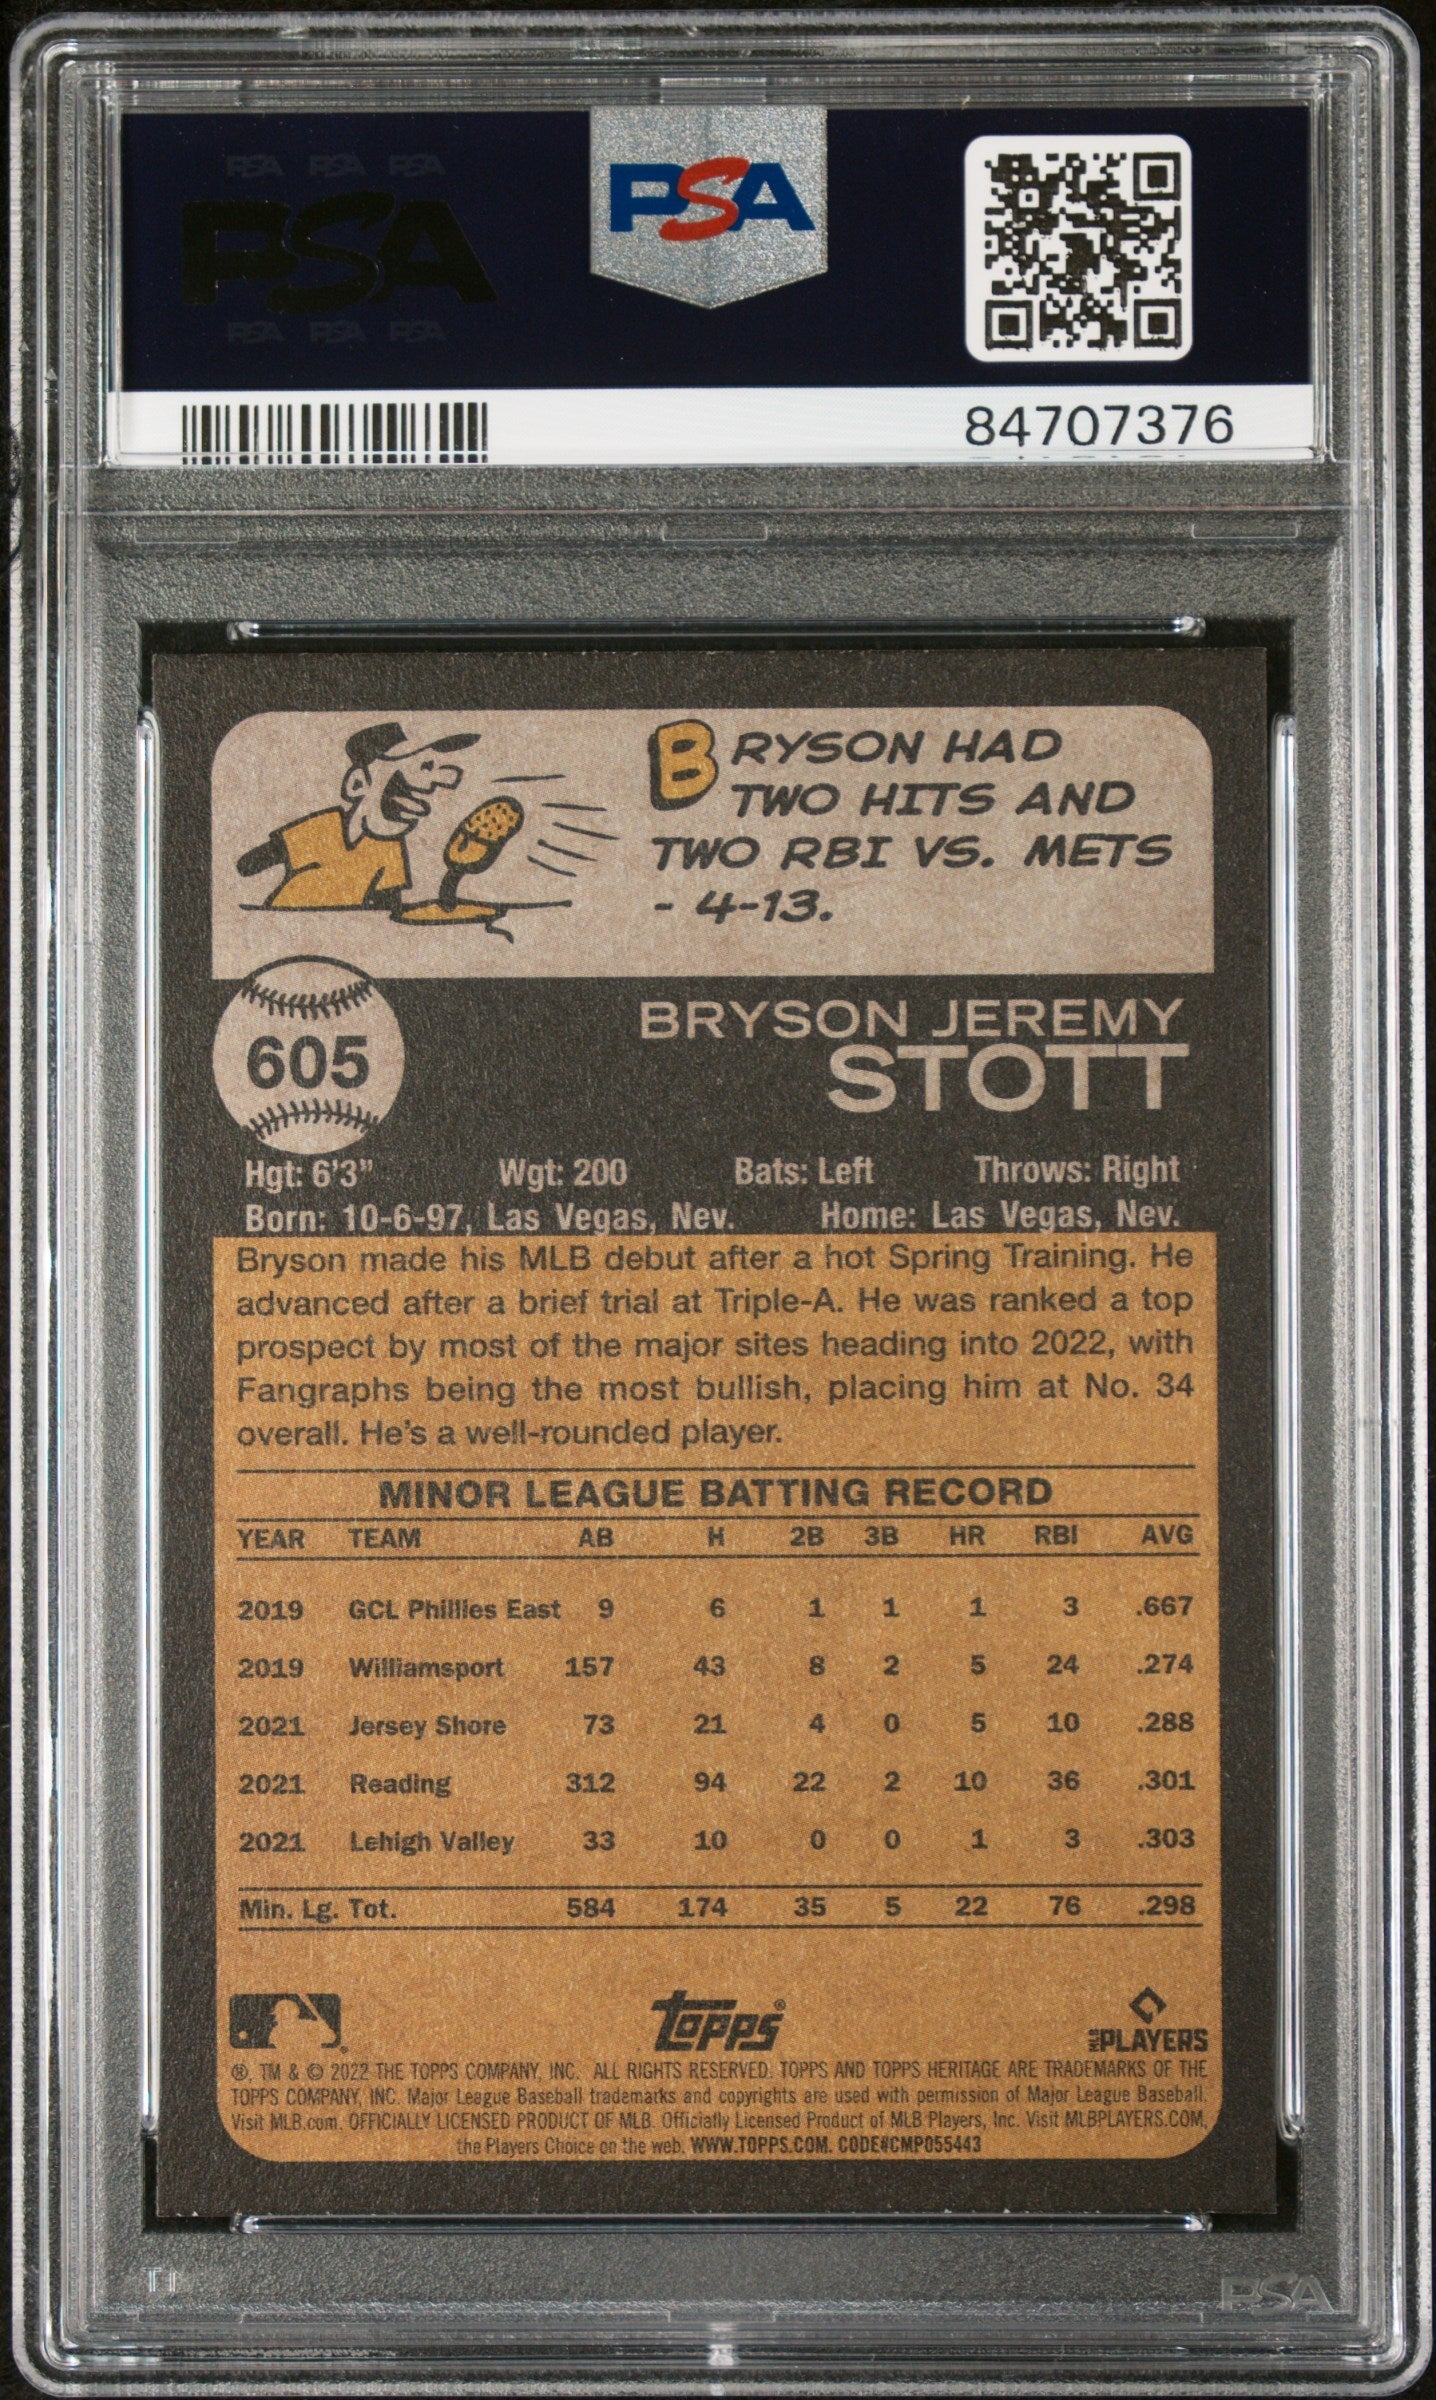 PSA PSA PSA
PSA
PSA PSA PSA
PSA
84707376
BRYSON HAD
TWO HITS AND
TWO RBI VS. METS
- 4-13.
605
BRYSON JEREMY
STOTT
Hgt: 6'3" Wgt: 200 Bats: Left Throws: Right
Born: 10-6-97, Las Vegas, Nev. Home: Las Vegas, Nev.
Bryson made his MLB debut after a hot Spring Training. He
advanced after a brief trial at Triple-A. He was ranked a top
prospect by most of the major sites heading into 2022, with
Fangraphs being the most bullish, placing him at No. 34
overall. He's a well-rounded player.
MINOR LEAGUE BATTING RECORD
YEAR TEAM AB H 2B 3B HR RBI AVG
2019 GCL Phillies East 9 6 1 1 1 3 .667
2019 Williamsport 157 43 8 2 5 24 .274
2021 Jersey Shore 73 21 4 0 5 10 .288
2021 Reading 312 94 22 2 10 36 .301
2021 Lehigh Valley 33 10 0 0 1 3 .303
Min. Lg. Tot. 584 174 35 5 22 76 .298
topps®
MLB PLAYERS
®, TM & © 2022 THE TOPPS COMPANY, INC. ALL RIGHTS RESERVED. TOPPS AND TOPPS HERITAGE ARE TRADEMARKS OF THE
TOPPS COMPANY, INC. Major League Baseball trademarks and copyrights are used with permission of Major League Baseball.
Visit MLB.com. OFFICIALLY LICENSED PRODUCT OF MLB. Officially Licensed Product of MLB Players, Inc. Visit MLBPLAYERS.COM,
the Players Choice on the web. WWW.TOPPS.COM. CODE#CMP055443
PSA